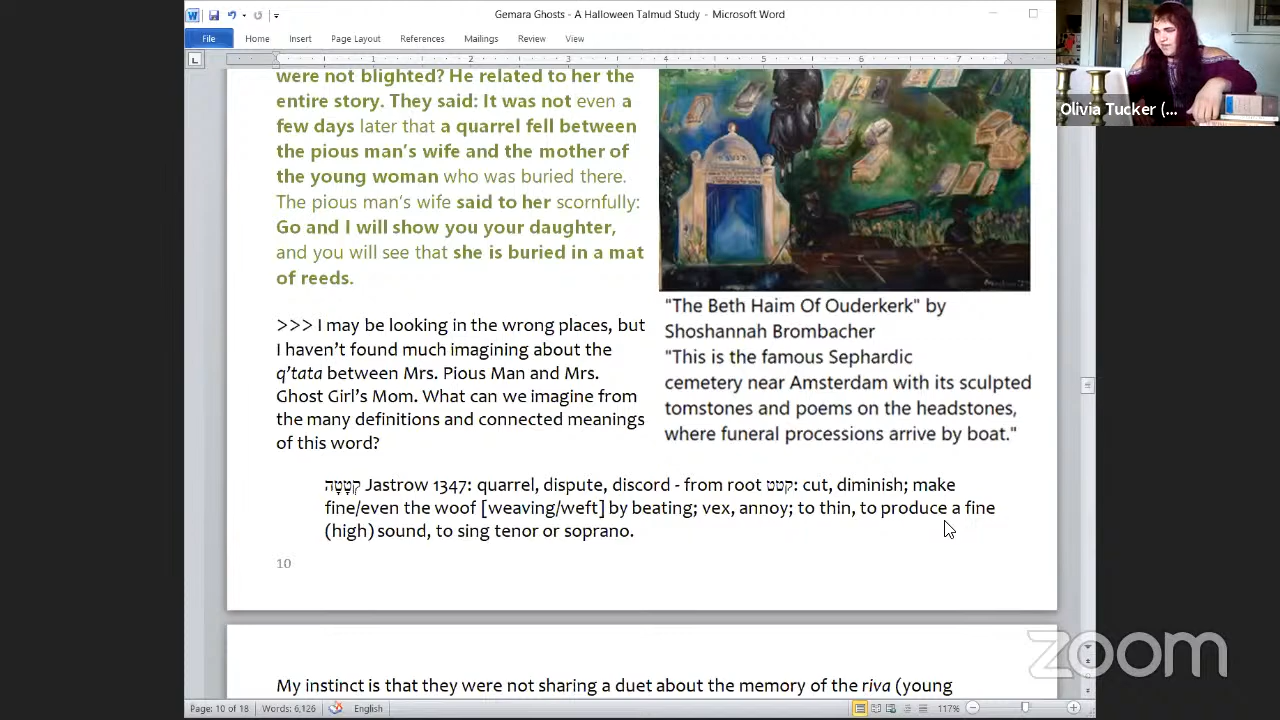 Gemara Ghosts - A Halloween Talmud Study - Microsoft Word
File Home Insert Page Layout References Mailings Review View
1 2 3 4 5 6 7
were not blighted? He related to her the
entire story. They said: It was not even a
few days later that a quarrel fell between
the pious man's wife and the mother of
the young woman who was buried there.
The pious man's wife said to her scornfully:
Go and I will show you your daughter,
and you will see that she is buried in a mat
of reeds.
>>> I may be looking in the wrong places, but
I haven't found much imagining about the
q'tata between Mrs. Pious Man and Mrs.
Ghost Girl's Mom. What can we imagine from
the many definitions and connected meanings
of this word?
"The Beth Haim Of Ouderkerk" by
Shoshannah Brombacher
"This is the famous Sephardic
cemetery near Amsterdam with its sculpted
tomstones and poems on the headstones,
where funeral processions arrive by boat."
קְטָטָה Jastrow 1347: quarrel, dispute, discord - from root קטט: cut, diminish; make
fine/even the woof [weaving/weft] by beating; vex, annoy; to thin, to produce a fine
(high) sound, to sing tenor or soprano.
10
My instinct is that they were not sharing a duet about the memory of the riva (young
Page: 10 of 18 Words: 6,126 English 117%
Olivia Tucker (...
zoom